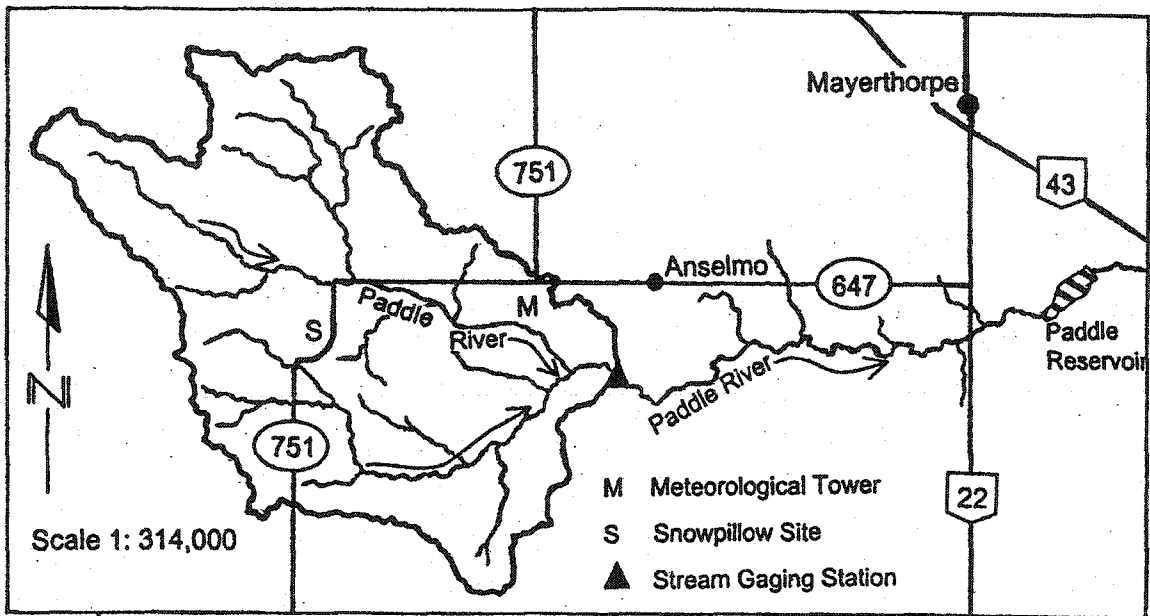 Mayerthorpe
751
43
Anselmo
647
Paddle
River
M
S
Paddle
Reservoir
Paddle River
N
751
22
M Meteorological Tower
S Snowpillow Site
Stream Gaging Station
Scale 1: 314,000